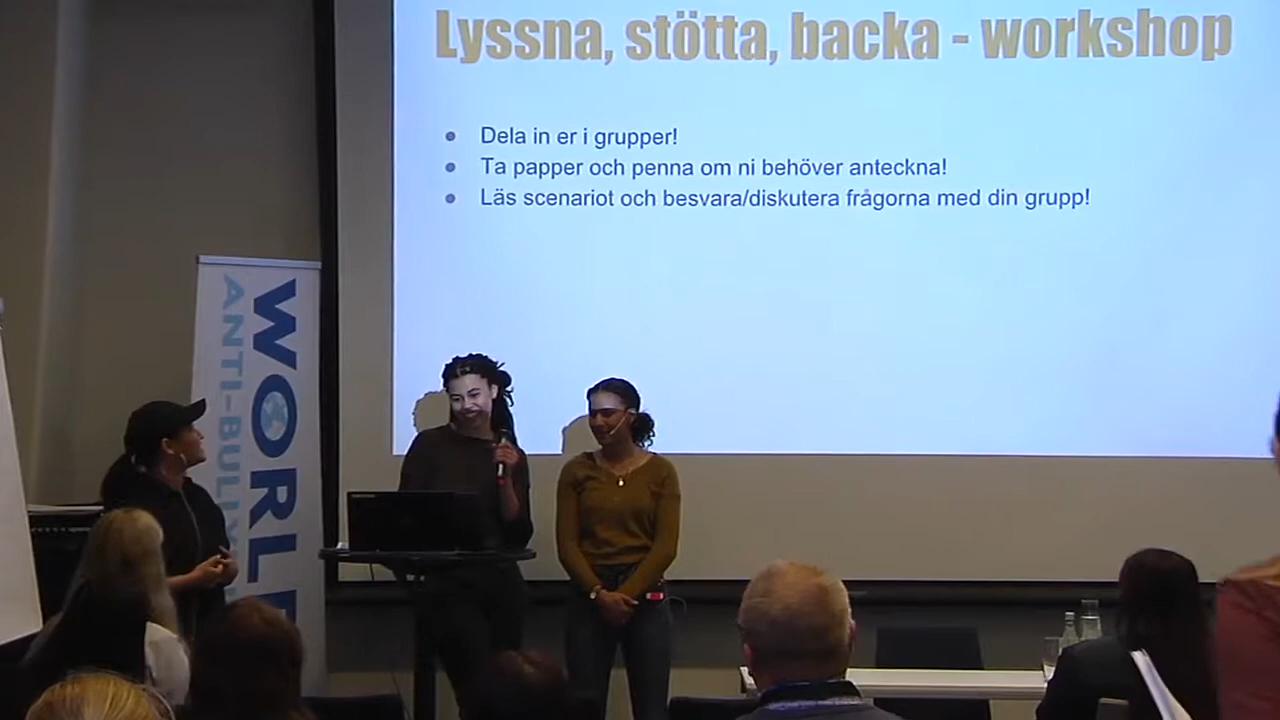 Lyssna, stötta, backa - workshop
Dela in er i grupper!
Ta papper och penna om ni behöver anteckna!
Läs scenariot och besvara/diskutera frågorna med din grupp!
WORL
ANTI-BULLY